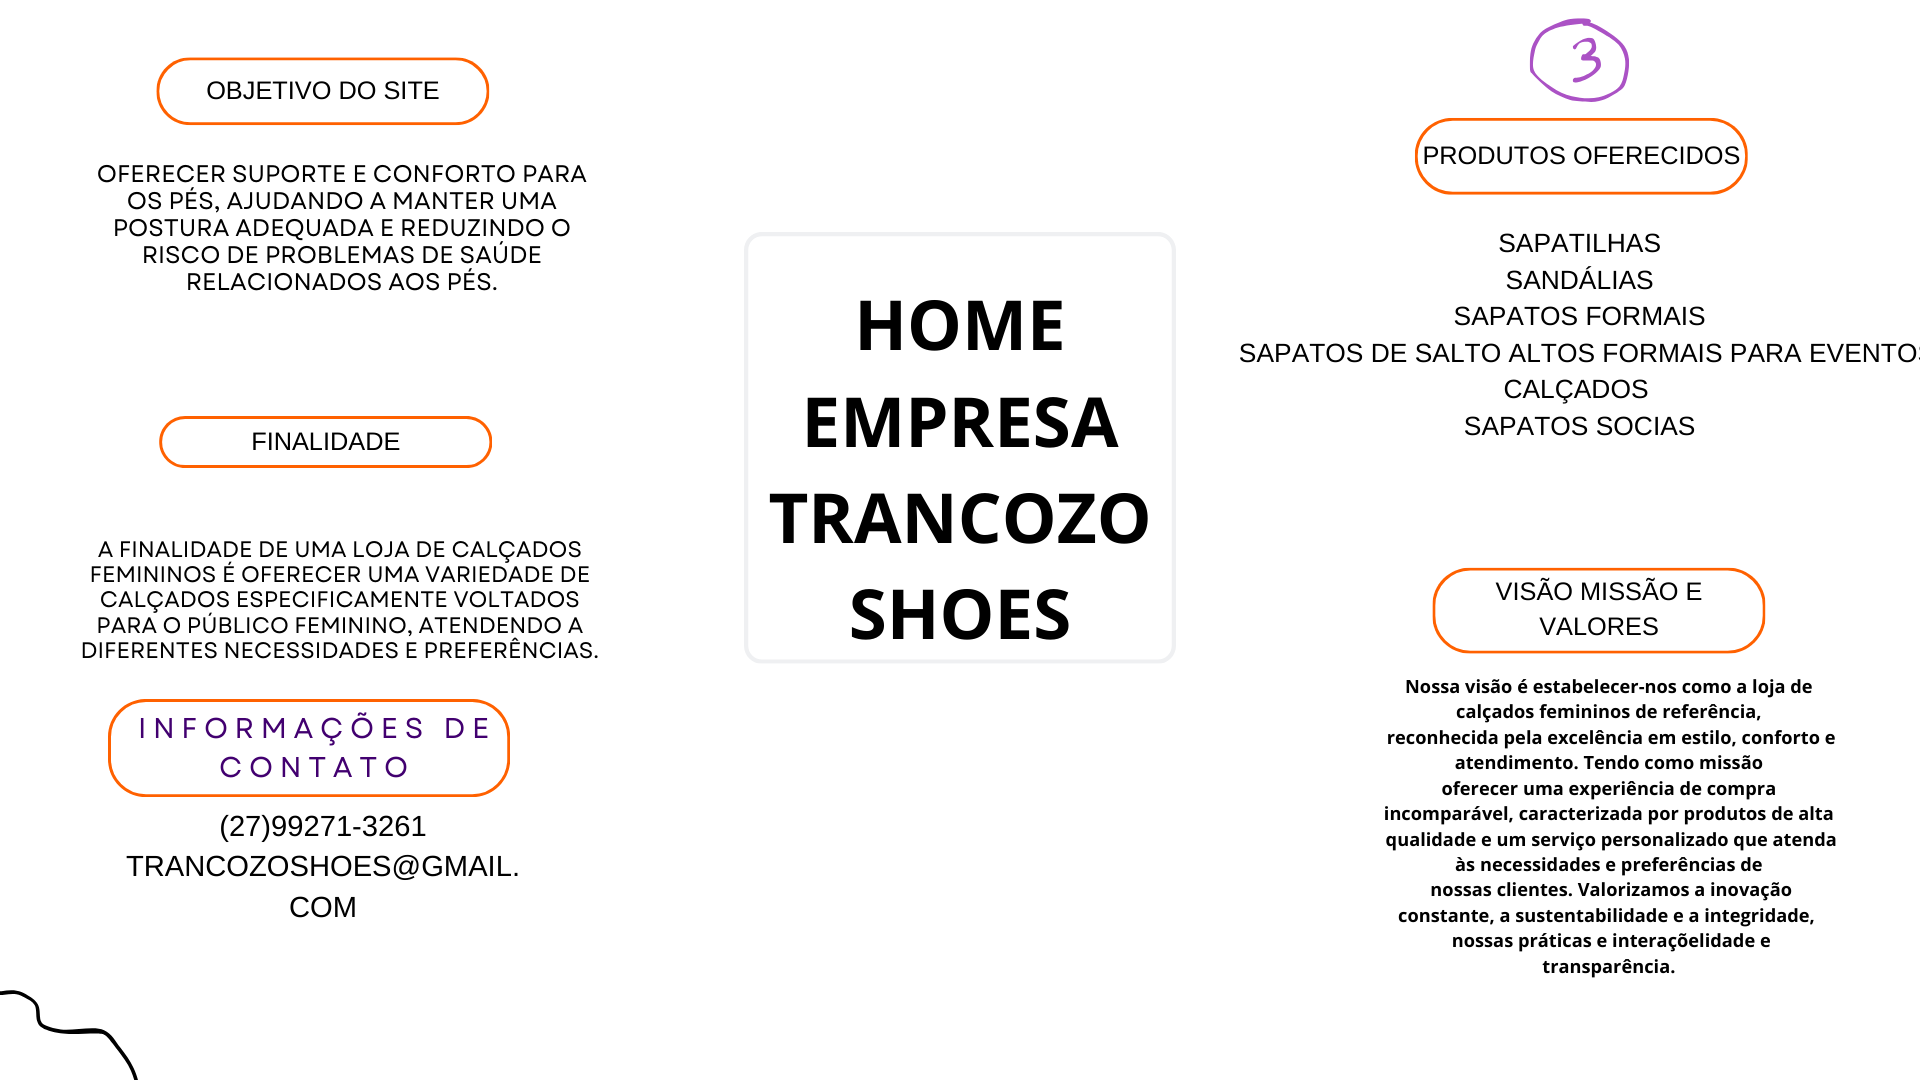 OBJETIVO DO SITE
OFERECER SUPORTE E CONFORTO PARA
OS PÉS, AJUDANDO A MANTER UMA
POSTURA ADEQUADA E REDUZINDO O
RISCO DE PROBLEMAS DE SAÚDE
RELACIONADOS AOS PÉS.
FINALIDADE
A FINALIDADE DE UMA LOJA DE CALÇADOS
FEMININOS É OFERECER UMA VARIEDADE DE
CALÇADOS ESPECIFICAMENTE VOLTADOS
PARA O PÚBLICO FEMININO, ATENDENDO A
DIFERENTES NECESSIDADES E PREFERÊNCIAS.
INFORMAÇÕES DE
CONTATO
(27)99271-3261
TRANCOZOSHOES@GMAIL.
COM
HOME
EMPRESA
TRANCOZO
SHOES
3
PRODUTOS OFERECIDOS
SAPATILHAS
SANDÁLIAS
SAPATOS FORMAIS
SAPATOS DE SALTO ALTOS FORMAIS PARA EVENTOS
CALÇADOS
SAPATOS SOCIAS
VISÃO MISSÃO E
VALORES
Nossa visão é estabelecer-nos como a loja de
calçados femininos de referência,
reconhecida pela excelência em estilo, conforto e
atendimento. Tendo como missão
oferecer uma experiência de compra
incomparável, caracterizada por produtos de alta
qualidade e um serviço personalizado que atenda
às necessidades e preferências de
nossas clientes. Valorizamos a inovação
constante, a sustentabilidade e a integridade,
nossas práticas e interaçõelidade e
transparência.